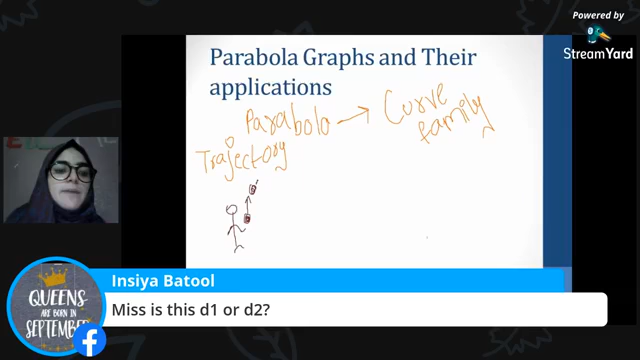 Powered by
StreamYard
Parabola Graphs and Their
applications
Parabola → Curve
family
Trajectory
Insiya Batool
Miss is this d1 or d2?
QUEENS
ARE BORN IN
SEPTEMBER